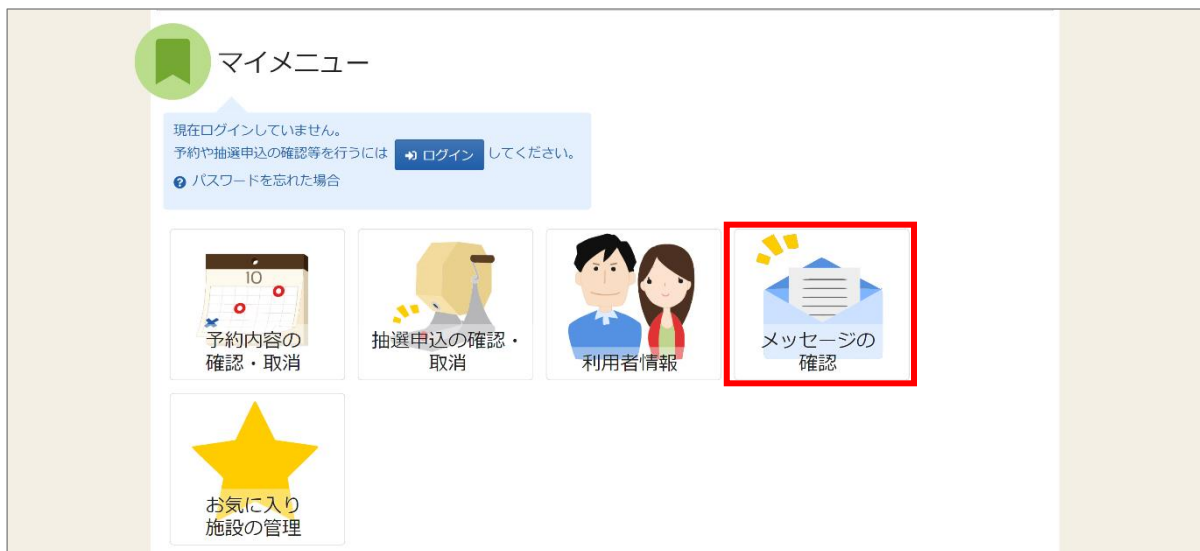 マイメニュー
現在ログインしていません。
予約や抽選申込の確認等を行うには ログイン してください。
パスワードを忘れた場合
10
予約内容の
確認・取消
抽選申込の確認・
取消
利用者情報
メッセージの
確認
お気に入り
施設の管理